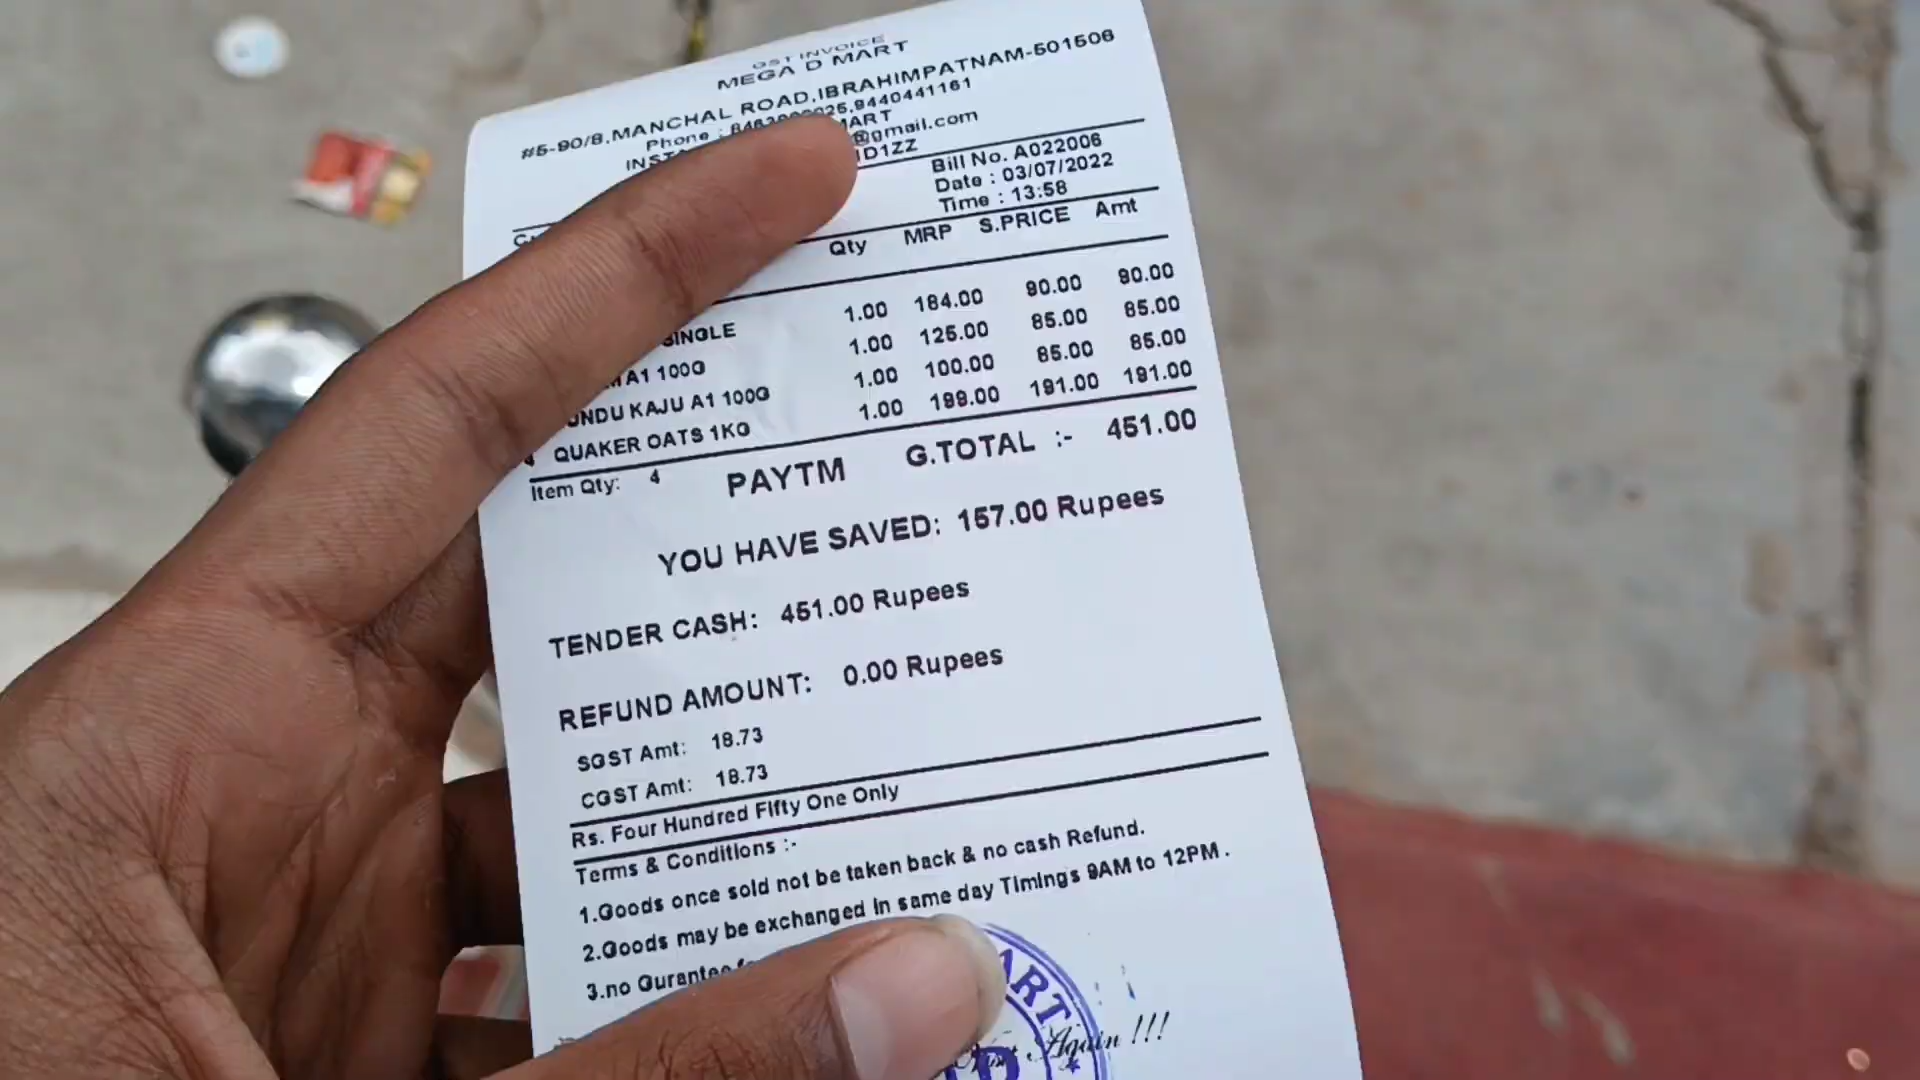 GST INVOICE
MEGA D MART
#5-90/8,MANCHAL ROAD,IBRAHIMPATNAM-501506
Phone : 25,9440441161
MART
@gmail.com
1D1ZZ
Bill No. A022006
Date : 03/07/2022
Time : 13:58
Qty MRP S.PRICE Amt
SINGLE 1.00 184.00 90.00 90.00
A1 100G 1.00 125.00 85.00 85.00
UNDU KAJU A1 100G 1.00 100.00 85.00 85.00
4 QUAKER OATS 1KG 1.00 199.00 191.00 191.00
Item Qty: 4 PAYTM G.TOTAL :- 451.00
YOU HAVE SAVED: 157.00 Rupees
TENDER CASH: 451.00 Rupees
REFUND AMOUNT: 0.00 Rupees
SGST Amt: 18.73
CGST Amt: 18.73
Rs. Four Hundred Fifty One Only
Terms & Conditions :-
1.Goods once sold not be taken back & no cash Refund.
2.Goods may be exchanged in same day Timings 9AM to 12PM .
3.no Gurantee
ART
Again !!!